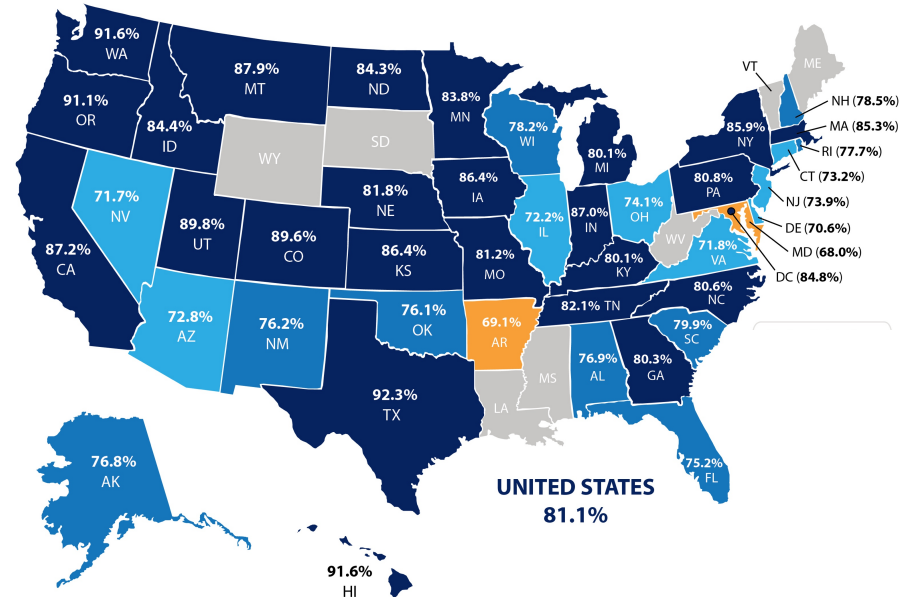 91.6%
WA
91.1%
OR
84.4%
ID
87.9%
MT
84.3%
ND
83.8%
MN
78.2%
WI
80.1%
MI
85.9%
NY
VT
ME
NH (78.5%)
MA (85.3%)
RI (77.7%)
CT (73.2%)
NJ (73.9%)
DE (70.6%)
MD (68.0%)
DC (84.8%)
WY
SD
81.8%
NE
86.4%
IA
72.2%
IL
87.0%
IN
74.1%
OH
80.8%
PA
WV
71.8%
VA
71.7%
NV
89.8%
UT
89.6%
CO
86.4%
KS
81.2%
MO
80.1%
KY
80.6%
NC
87.2%
CA
72.8%
AZ
76.2%
NM
76.1%
OK
69.1%
AR
82.1% TN
79.9%
SC
92.3%
TX
LA
MS
76.9%
AL
80.3%
GA
75.2%
FL
76.8%
AK
91.6%
HI
UNITED STATES
81.1%